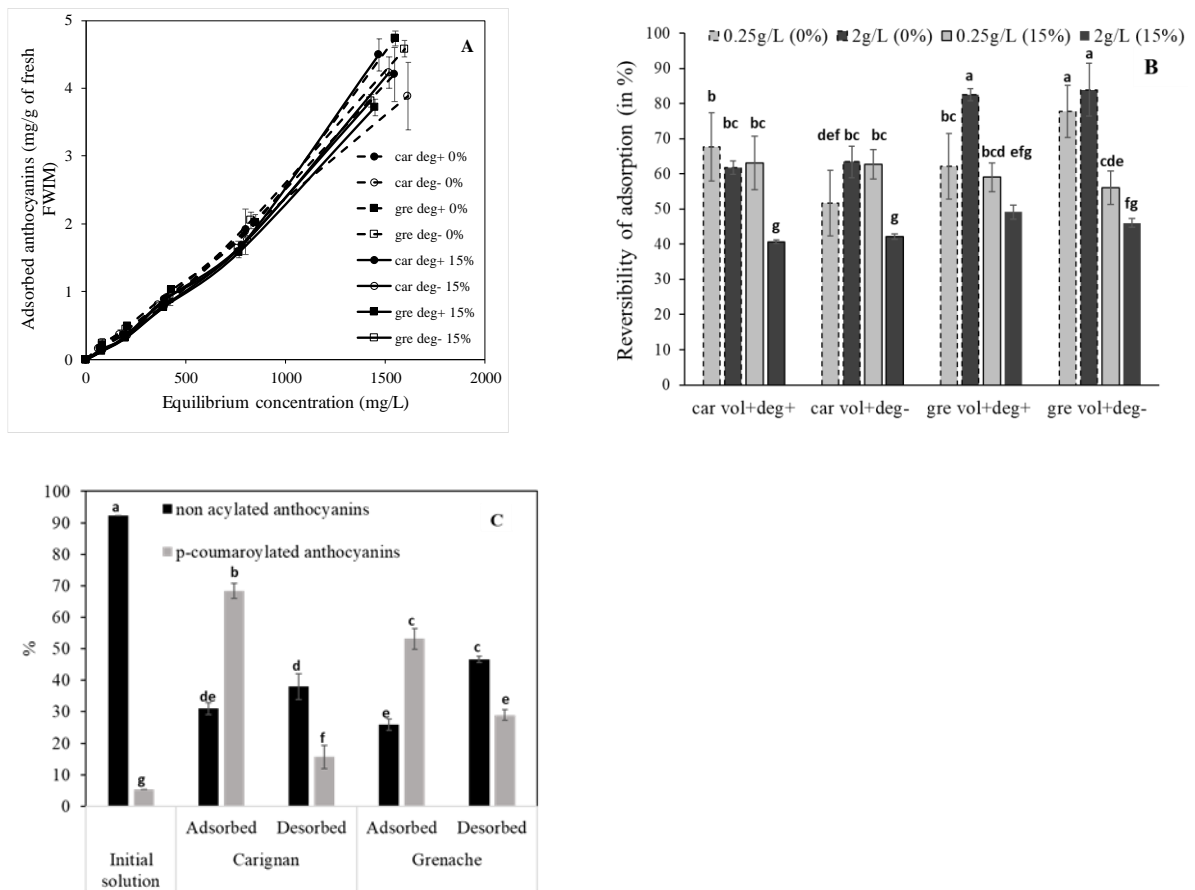 A
Adsorbed anthocyanins (mg/g of fresh
FWIM)
5
4
3
2
1
0
0
500
1000
1500
2000
Equilibrium concentration (mg/L)
car deg+ 0%
car deg- 0%
gre deg+ 0%
gre deg- 0%
car deg+ 15%
car deg- 15%
gre deg+ 15%
gre deg- 15%
0.25g/L (0%) 2g/L (0%) 0.25g/L (15%) 2g/L (15%)
B
Reversibility of adsorption (in %)
100
90
80
70
60
50
40
30
20
10
0
b
bc
bc
g
def
bc
bc
g
bc
a
bcd
efg
a
a
cde
fg
car vol+deg+
car vol+deg-
gre vol+deg+
gre vol+deg-
C
non acylated anthocyanins
p-coumaroylated anthocyanins
%
100
90
80
70
60
50
40
30
20
10
0
a
g
de
b
d
f
e
c
c
e
Adsorbed
Desorbed
Adsorbed
Desorbed
Initial
solution
Carignan
Grenache